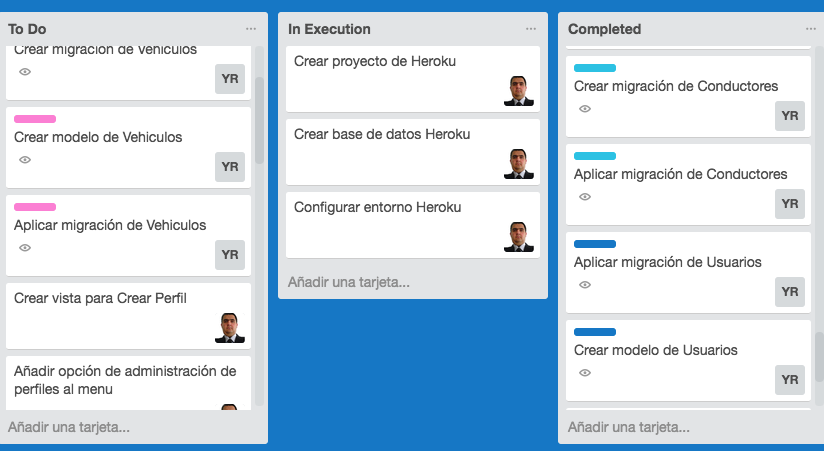 To Do
Crear migración de Vehiculos
YR
Crear modelo de Vehiculos
YR
Aplicar migración de Vehiculos
YR
Crear vista para Crear Perfil
Añadir opción de administración de
perfiles al menu
Añadir una tarjeta...
In Execution
Crear proyecto de Heroku
Crear base de datos Heroku
Configurar entorno Heroku
Añadir una tarjeta...
Completed
Crear migración de Conductores
YR
Aplicar migración de Conductores
YR
Aplicar migración de Usuarios
YR
Crear modelo de Usuarios
YR
Añadir una tarjeta...